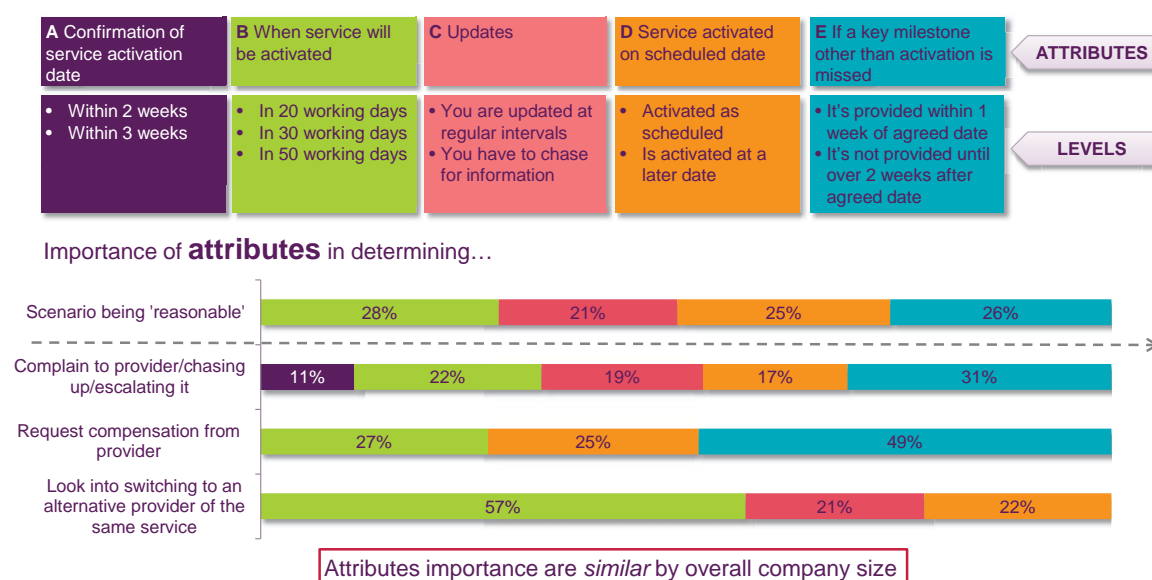 A Confirmation of
service activation
date
B When service will
be activated
C Updates
D Service activated
on scheduled date
E If a key milestone
other than activation is
missed
ATTRIBUTES
• Within 2 weeks
• Within 3 weeks
• In 20 working days
• In 30 working days
• In 50 working days
• You are updated at
regular intervals
• You have to chase
for information
• Activated as
scheduled
• Is activated at a
later date
• It's provided within 1
week of agreed date
• It's not provided until
over 2 weeks after
agreed date
LEVELS
Importance of attributes in determining…
Scenario being 'reasonable'
28% 21% 25% 26%
Complain to provider/chasing
up/escalating it
11% 22% 19% 17% 31%
Request compensation from
provider
27% 25% 49%
Look into switching to an
alternative provider of the
same service
57% 21% 22%
Attributes importance are similar by overall company size